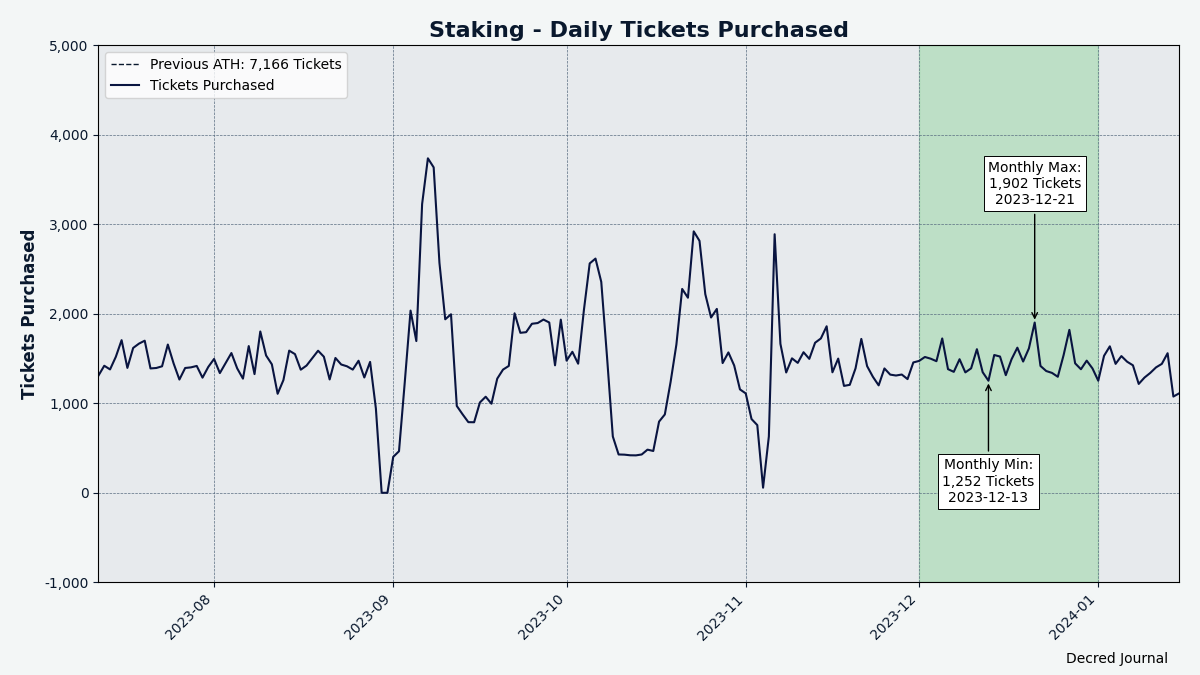 Staking - Daily Tickets Purchased
Previous ATH: 7,166 Tickets
Tickets Purchased
Tickets Purchased
5,000
4,000
3,000
2,000
1,000
0
-1,000
Monthly Max:
1,902 Tickets
2023-12-21
Monthly Min:
1,252 Tickets
2023-12-13
2023-08
2023-09
2023-10
2023-11
2023-12
2024-01
Decred Journal